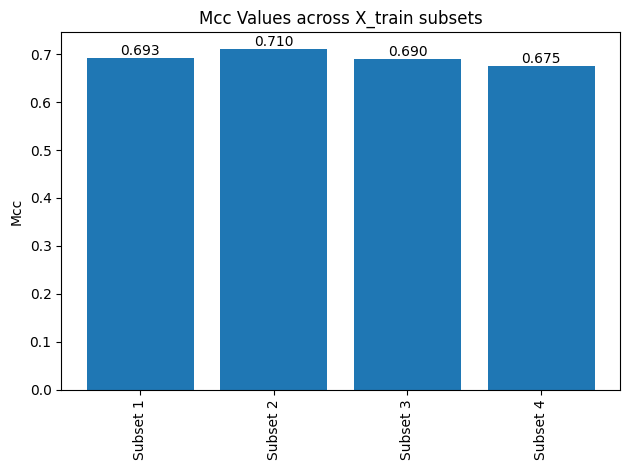 Mcc Values across X_train subsets
0.693
0.710
0.690
0.675
0.7
0.6
0.5
0.4
0.3
0.2
0.1
0.0
Mcc
Subset 1
Subset 2
Subset 3
Subset 4